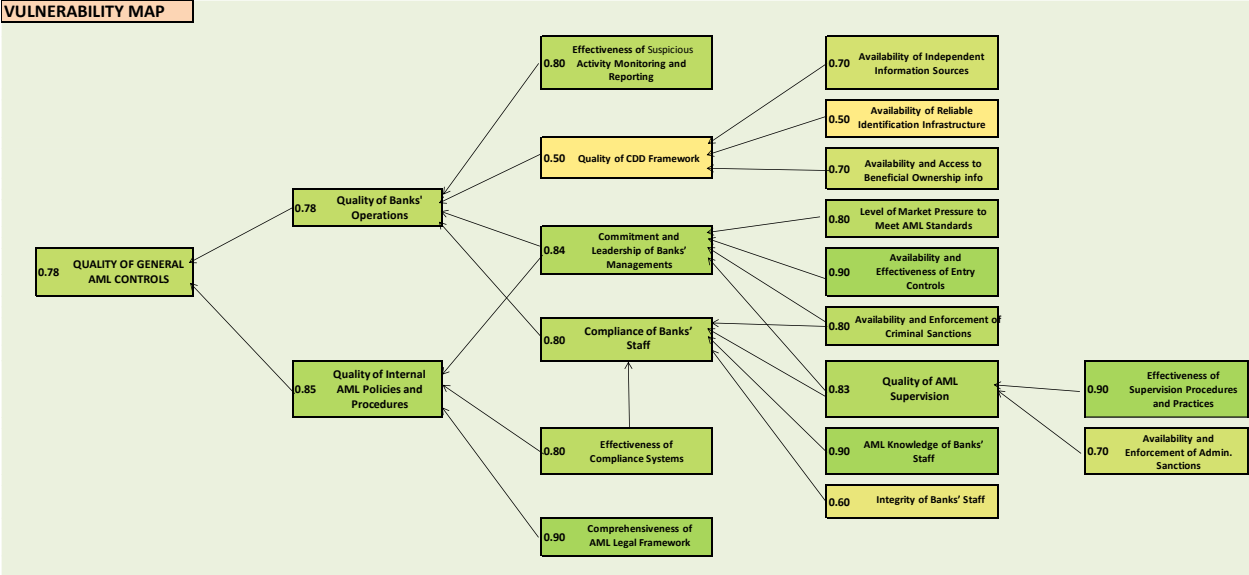 VULNERABILITY MAP
0.78 QUALITY OF GENERAL
AML CONTROLS
0.78 Quality of Banks'
Operations
0.85 Quality of Internal
AML Policies and
Procedures
0.80 Effectiveness of Suspicious
Activity Monitoring and
Reporting
0.50 Quality of CDD Framework
0.84 Commitment and
Leadership of Banks’
Managements
0.80 Compliance of Banks’
Staff
0.80 Effectiveness of
Compliance Systems
0.90 Comprehensiveness of
AML Legal Framework
0.70 Availability of Independent
Information Sources
0.50 Availability of Reliable
Identification Infrastructure
0.70 Availability and Access to
Beneficial Ownership info
0.80 Level of Market Pressure to
Meet AML Standards
0.90 Availability and
Effectiveness of Entry
Controls
0.80 Availability and Enforcement of
Criminal Sanctions
0.83 Quality of AML
Supervision
0.90 AML Knowledge of Banks’
Staff
0.60 Integrity of Banks’ Staff
0.90 Effectiveness of
Supervision Procedures
and Practices
0.70 Availability and
Enforcement of Admin.
Sanctions